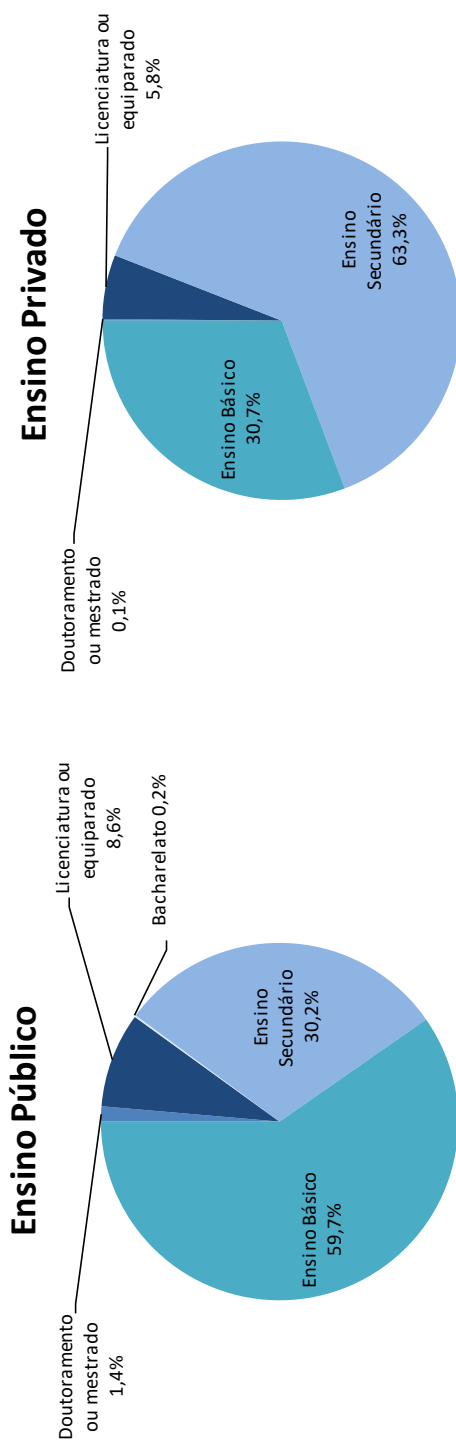 Ensino Público
Doutoramento
ou mestrado
1,4%
Licenciatura ou
equiparado
8,6%
Bacharelato 0,2%
Ensino
Secundário
30,2%
Ensino Básico
59,7%
Ensino Privado
Doutoramento
ou mestrado
0,1%
Licenciatura ou
equiparado
5,8%
Ensino
Secundário
63,3%
Ensino Básico
30,7%